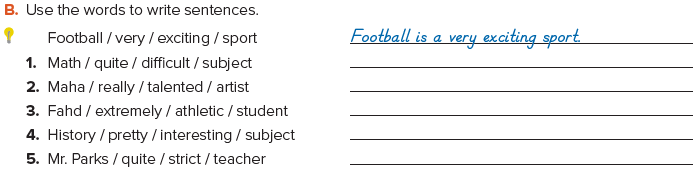 B. Use the words to write sentences.
Football / very / exciting / sport Football is a very exciting sport.
1. Math / quite / difficult / subject
2. Maha / really / talented / artist
3. Fahd / extremely / athletic / student
4. History / pretty / interesting / subject
5. Mr. Parks / quite / strict / teacher